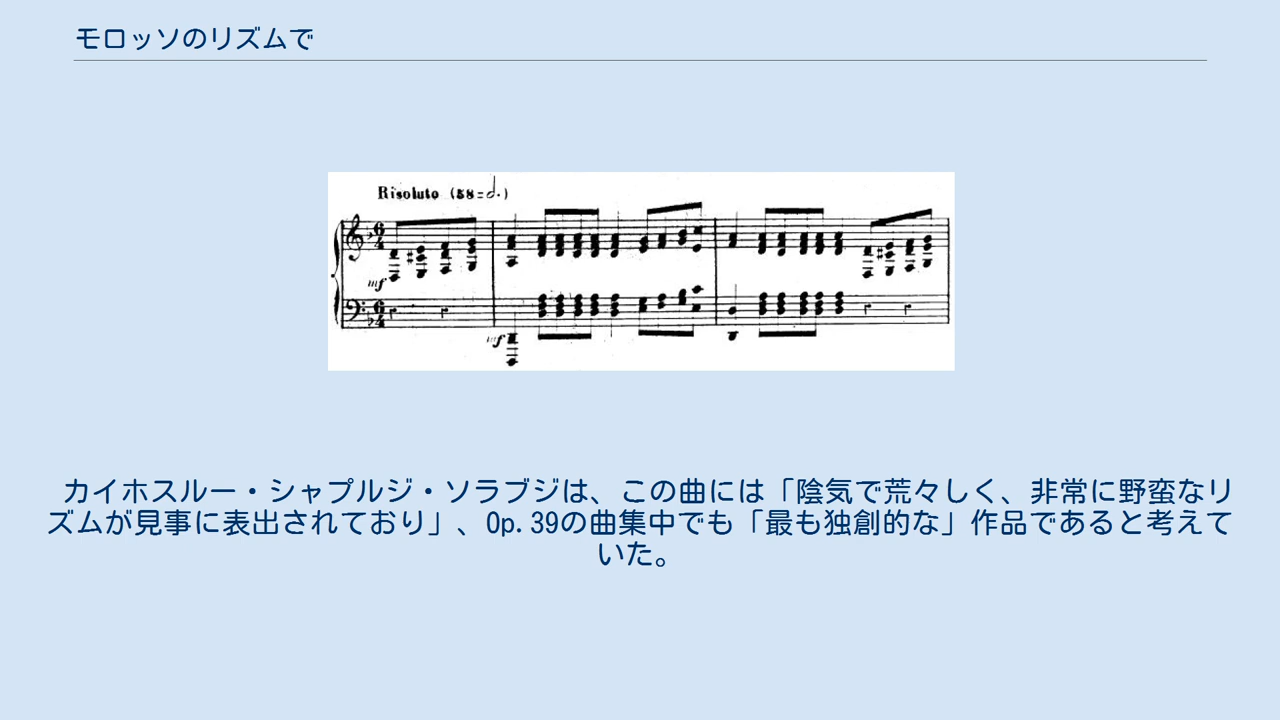 モロッソのリズムで
Risoluto (58=𝅗𝅥.)
mf
mf
カイホスルー・シャプルジ・ソラブジは、この曲には「陰気で荒々しく、非常に野蛮なリ
ズムが見事に表出されており」、Op.39の曲集中でも「最も独創的な」作品であると考えて
いた。